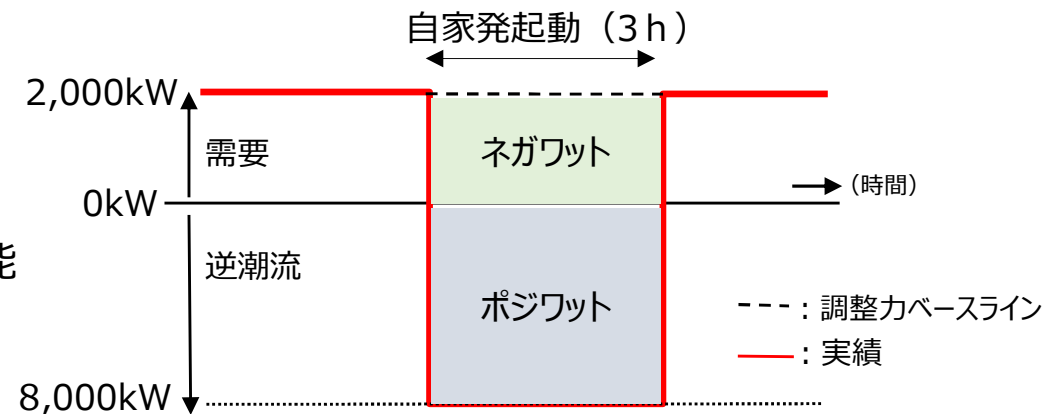 自家発起動（3ｈ）
2,000kW
需要
ネガワット
（時間）
0kW
能
逆潮流
ポジワット
：調整力ベースライン
：実績
8,000kW